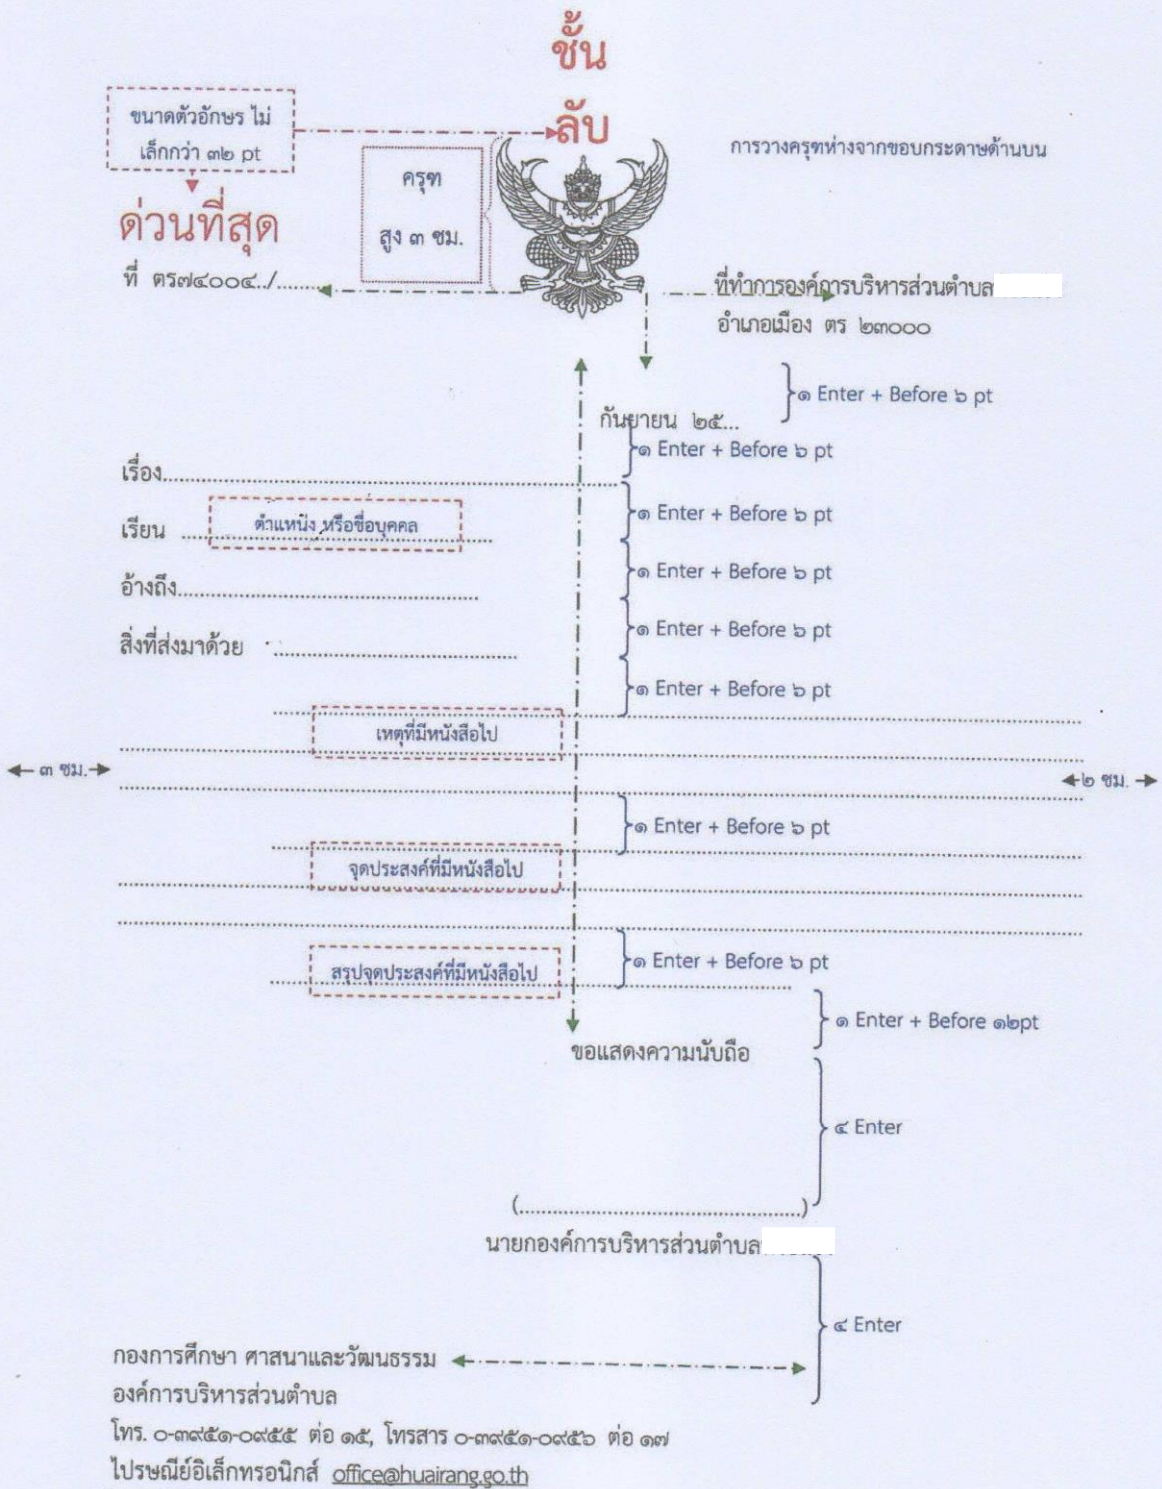 ชั้น
ลับ
ขนาดตัวอักษร ไม่
เล็กกว่า ๓๒ pt
การวางครุฑห่างจากขอบกระดาษด้านบน
ครุฑ
สูง ๓ ซม.
ด่วนที่สุด
ที่ ตร๗๔๐๐๔../........
ที่ทำการองค์การบริหารส่วนตำบล
อำเภอเมือง ตร ๒๓๐๐๐
๑ Enter + Before ๖ pt
กันยายน ๒๕...
๑ Enter + Before ๖ pt
เรื่อง................................................................
๑ Enter + Before ๖ pt
เรียน ................................................
ตำแหน่ง หรือชื่อบุคคล
๑ Enter + Before ๖ pt
อ้างถึง................................................
๑ Enter + Before ๖ pt
สิ่งที่ส่งมาด้วย ................................................
๑ Enter + Before ๖ pt
เหตุที่มีหนังสือไป
๓ ซม.
๒ ซม.
๑ Enter + Before ๖ pt
จุดประสงค์ที่มีหนังสือไป
๑ Enter + Before ๖ pt
สรุปจุดประสงค์ที่มีหนังสือไป
๑ Enter + Before ๑๒pt
ขอแสดงความนับถือ
๔ Enter
(................................................)
นายกองค์การบริหารส่วนตำบล
๔ Enter
กองการศึกษา ศาสนาและวัฒนธรรม
องค์การบริหารส่วนตำบล
โทร. ๐-๓๙๕๑-๐๙๕๕ ต่อ ๑๕, โทรสาร ๐-๓๙๕๑-๐๙๕๖ ต่อ ๑๗
ไปรษณีย์อิเล็กทรอนิกส์ office@huairang.go.th